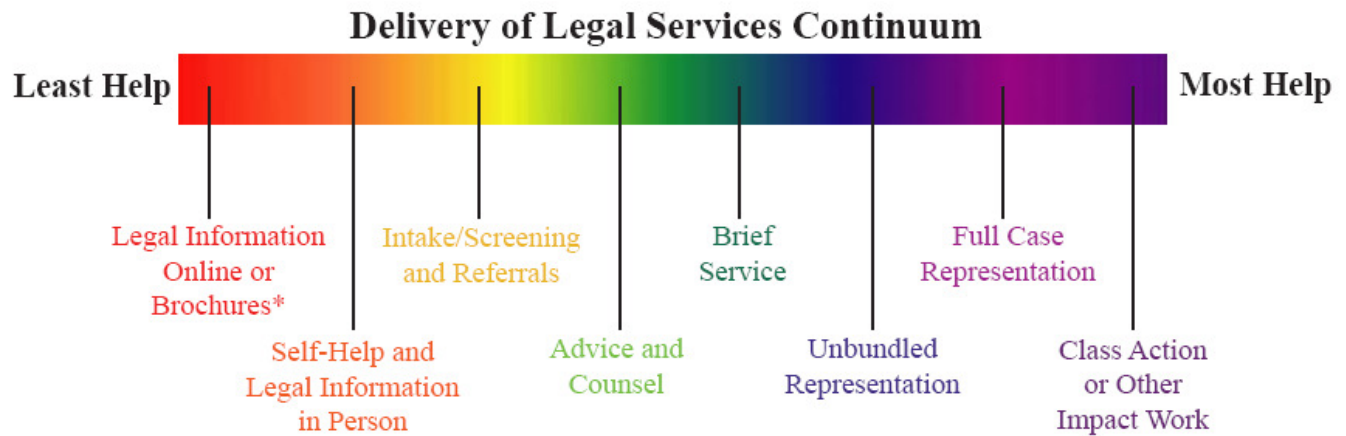 Delivery of Legal Services Continuum
Least Help
Most Help
Legal Information
Online or
Brochures*
Self-Help and
Legal Information
in Person
Intake/Screening
and Referrals
Advice and
Counsel
Brief
Service
Unbundled
Representation
Full Case
Representation
Class Action
or Other
Impact Work